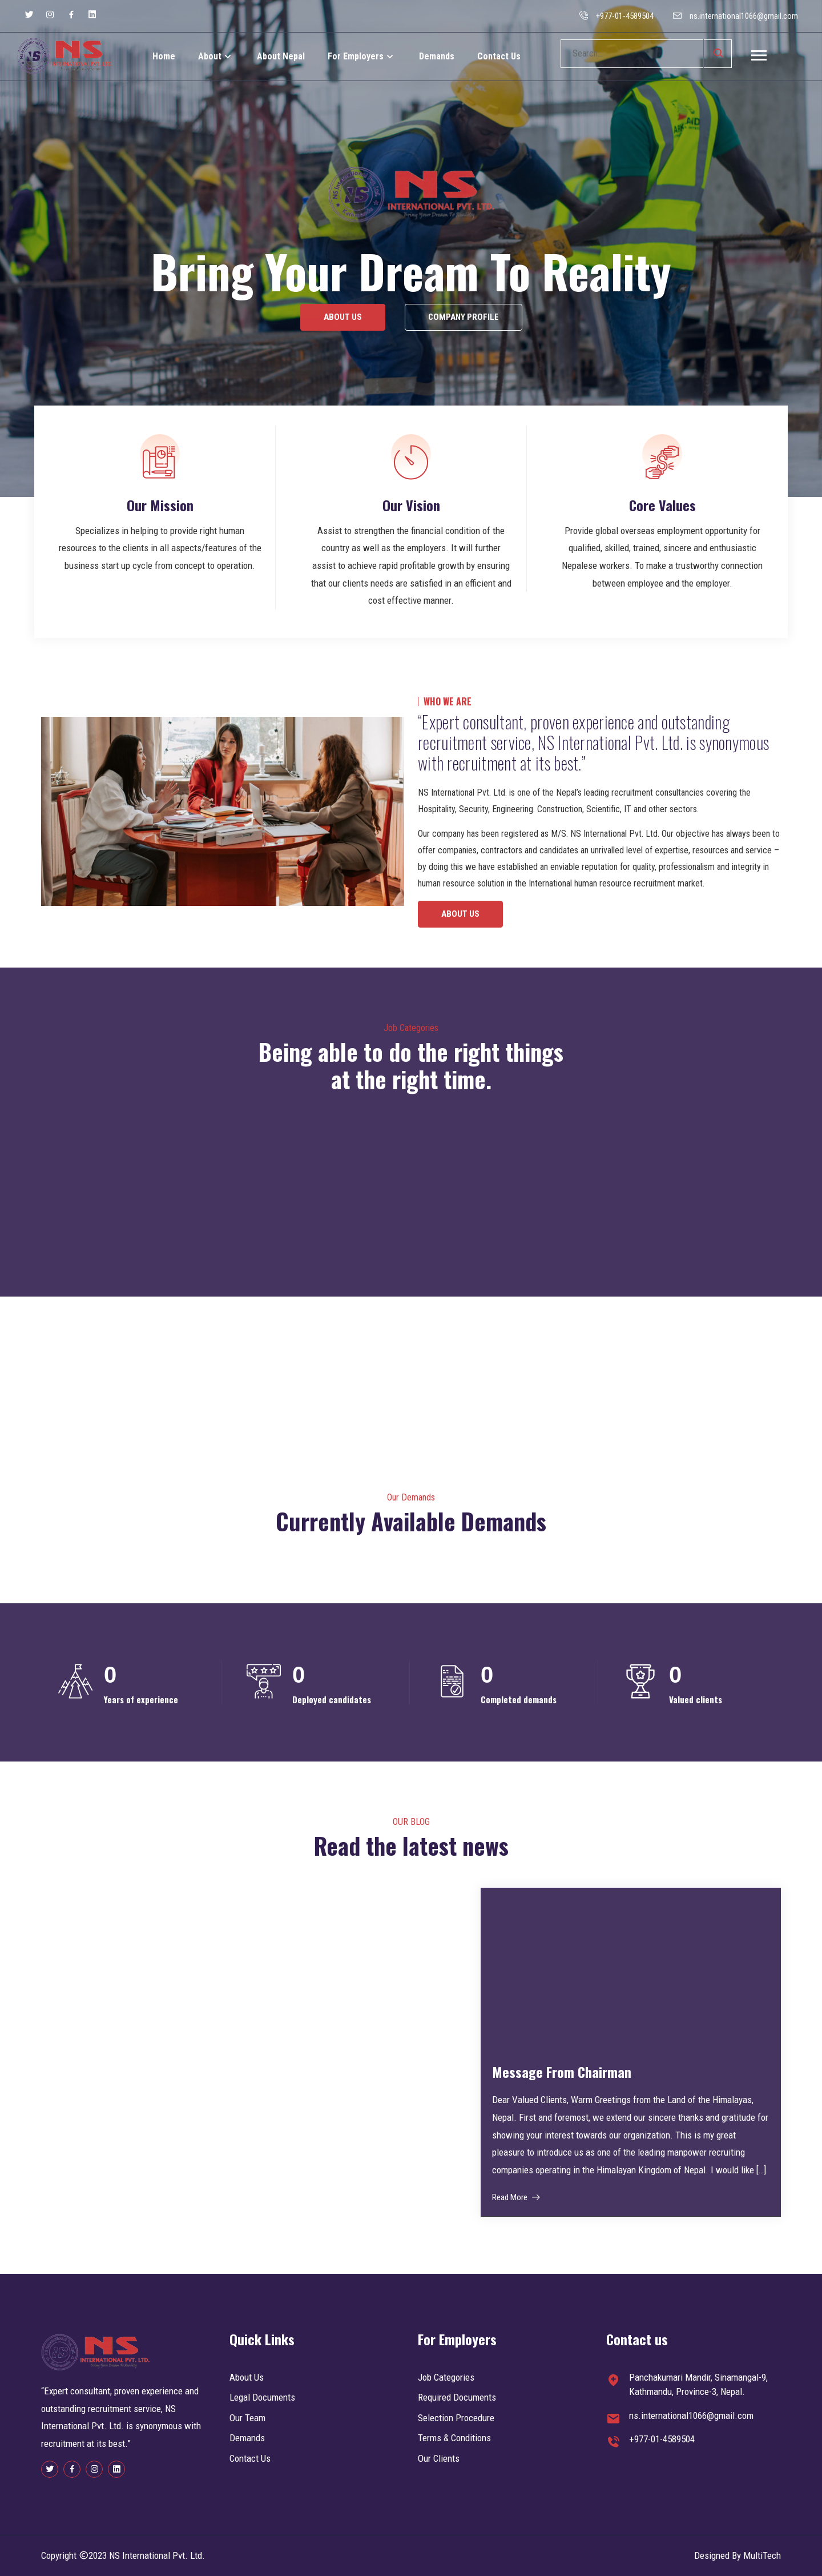 +977-01-4589504
ns.international1066@gmail.com
NS
Home
About
About Nepal
For Employers
Demands
Contact Us
Search
NS
NS
INTERNATIONAL PVT. LTD.
Bring Your Dream To Reality
Bring Your Dream To Reality
ABOUT US
COMPANY PROFILE
Our Mission
Specializes in helping to provide right human
resources to the clients in all aspects/features of the
business start up cycle from concept to operation.
Our Vision
Assist to strengthen the financial condition of the
country as well as the employers. It will further
assist to achieve rapid profitable growth by ensuring
that our clients needs are satisfied in an efficient and
cost effective manner.
Core Values
Provide global overseas employment opportunity for
qualified, skilled, trained, sincere and enthusiastic
Nepalese workers. To make a trustworthy connection
between employee and the employer.
WHO WE ARE
“Expert consultant, proven experience and outstanding
recruitment service, NS International Pvt. Ltd. is synonymous
with recruitment at its best.”
NS International Pvt. Ltd. is one of the Nepal’s leading recruitment consultancies covering the
Hospitality, Security, Engineering. Construction, Scientific, IT and other sectors.
Our company has been registered as M/S. NS International Pvt. Ltd. Our objective has always been to
offer companies, contractors and candidates an unrivalled level of expertise, resources and service –
by doing this we have established an enviable reputation for quality, professionalism and integrity in
human resource solution in the International human resource recruitment market.
ABOUT US
Job Categories
Being able to do the right things
at the right time.
Our Demands
Currently Available Demands
0
Years of experience
0
Deployed candidates
0
Completed demands
0
Valued clients
OUR BLOG
Read the latest news
Message From Chairman
Dear Valued Clients, Warm Greetings from the Land of the Himalayas,
Nepal. First and foremost, we extend our sincere thanks and gratitude for
showing your interest towards our organization. This is my great
pleasure to introduce us as one of the leading manpower recruiting
companies operating in the Himalayan Kingdom of Nepal. I would like […]
Read More
NS
INTERNATIONAL PVT. LTD.
Bring Your Dream To Reality
“Expert consultant, proven experience and
outstanding recruitment service, NS
International Pvt. Ltd. is synonymous with
recruitment at its best.”
Quick Links
About Us
Legal Documents
Our Team
Demands
Contact Us
For Employers
Job Categories
Required Documents
Selection Procedure
Terms & Conditions
Our Clients
Contact us
Panchakumari Mandir, Sinamangal-9,
Kathmandu, Province-3, Nepal.
ns.international1066@gmail.com
+977-01-4589504
Copyright ©2023 NS International Pvt. Ltd.
Designed By MultiTech